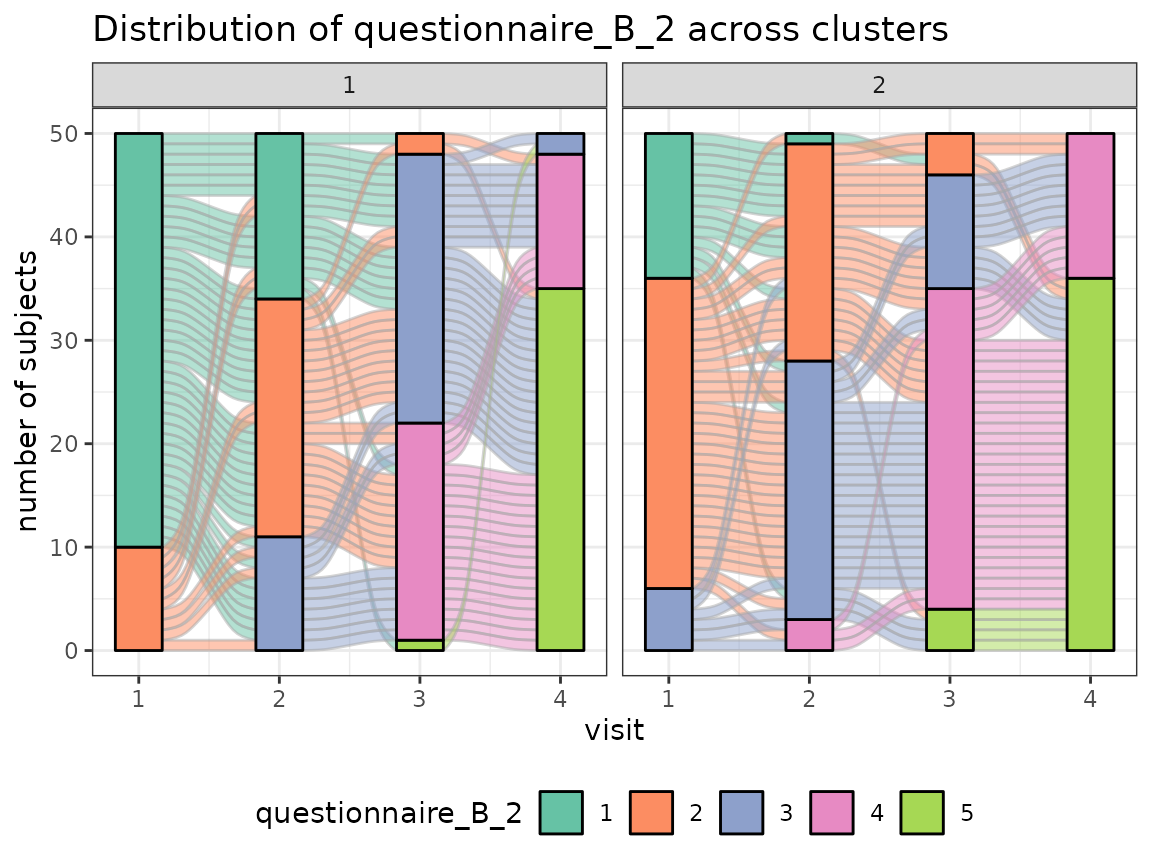 Distribution of questionnaire_B_2 across clusters
1 2
50
40
30
20
10
0
number of subjects
1 2 3 4 1 2 3 4
visit
questionnaire_B_2 1 2 3 4 5